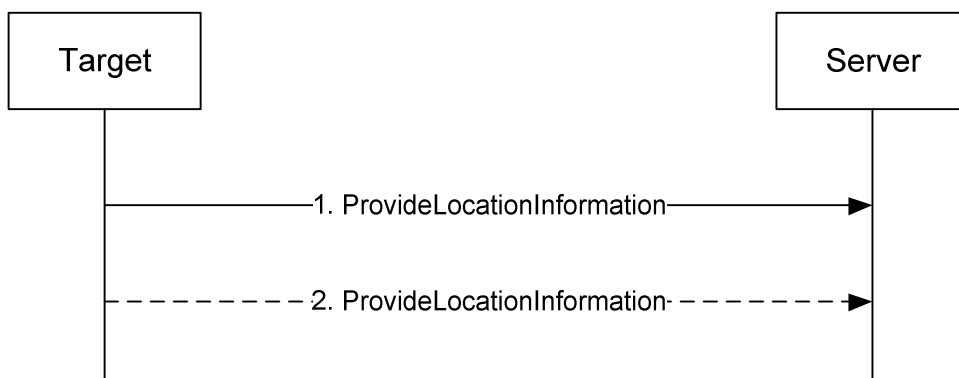 Target
Server
1. ProvideLocationInformation
2. ProvideLocationInformation